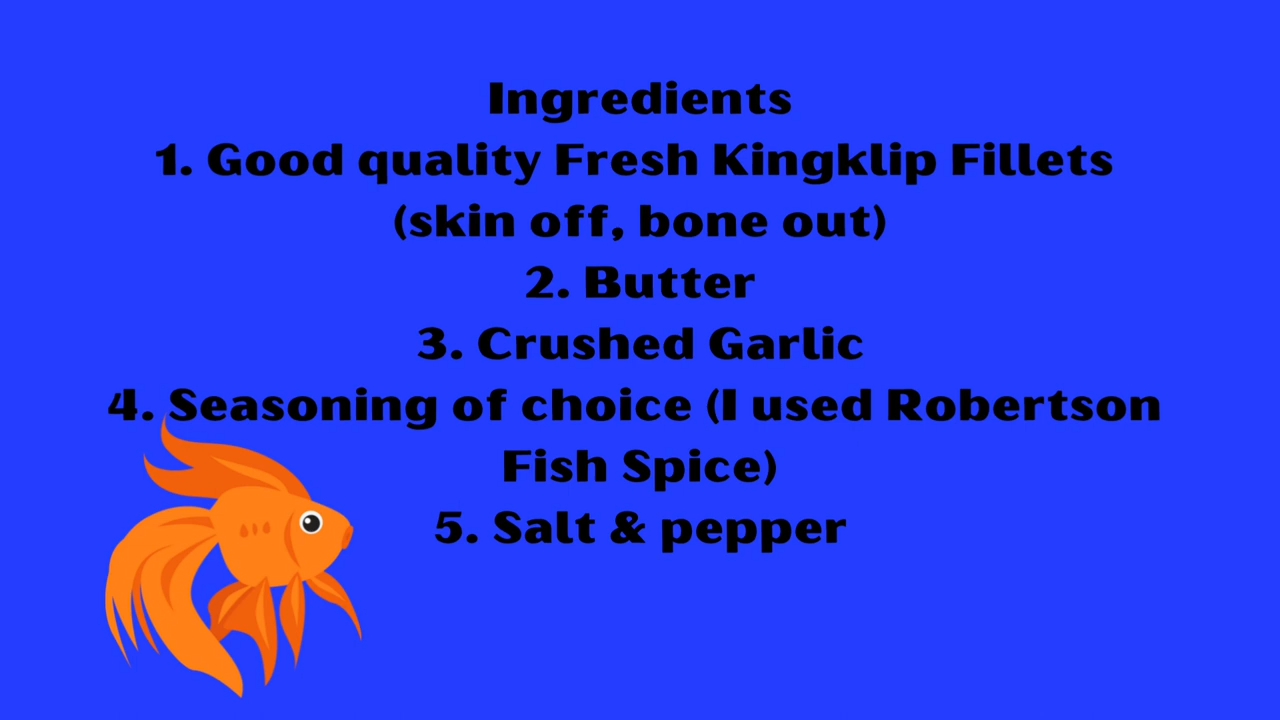 Ingredients
1. Good quality Fresh Kingklip Fillets
(skin off, bone out)
2. Butter
3. Crushed Garlic
4. Seasoning of choice (I used Robertson
Fish Spice)
5. Salt & pepper